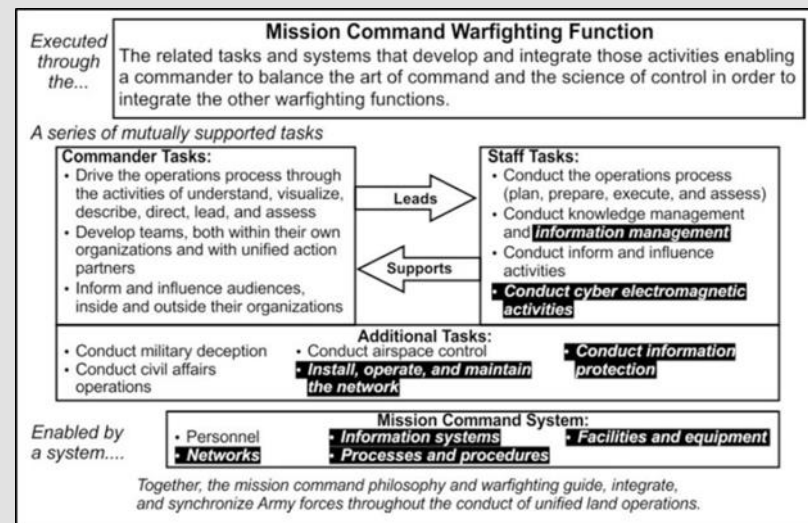 Mission Command Warfighting Function
Executed
through
the...
The related tasks and systems that develop and integrate those activities enabling
a commander to balance the art of command and the science of control in order to
integrate the other warfighting functions.
A series of mutually supported tasks
Commander Tasks:
• Drive the operations process through
the activities of understand, visualize,
describe, direct, lead, and assess
• Develop teams, both within their own
organizations and with unified action
partners
• Inform and influence audiences,
inside and outside their organizations
Leads
Supports
Staff Tasks:
• Conduct the operations process
(plan, prepare, execute, and assess)
• Conduct knowledge management
and information management
• Conduct inform and influence
activities
• Conduct cyber electromagnetic
activities
Additional Tasks:
• Conduct military deception
• Conduct civil affairs
operations
• Conduct airspace control
• Install, operate, and maintain
the network
• Conduct information
protection
Enabled by
a system....
Mission Command System:
• Personnel
• Networks
• Information systems
• Processes and procedures
• Facilities and equipment
Together, the mission command philosophy and warfighting guide, integrate,
and synchronize Army forces throughout the conduct of unified land operations.